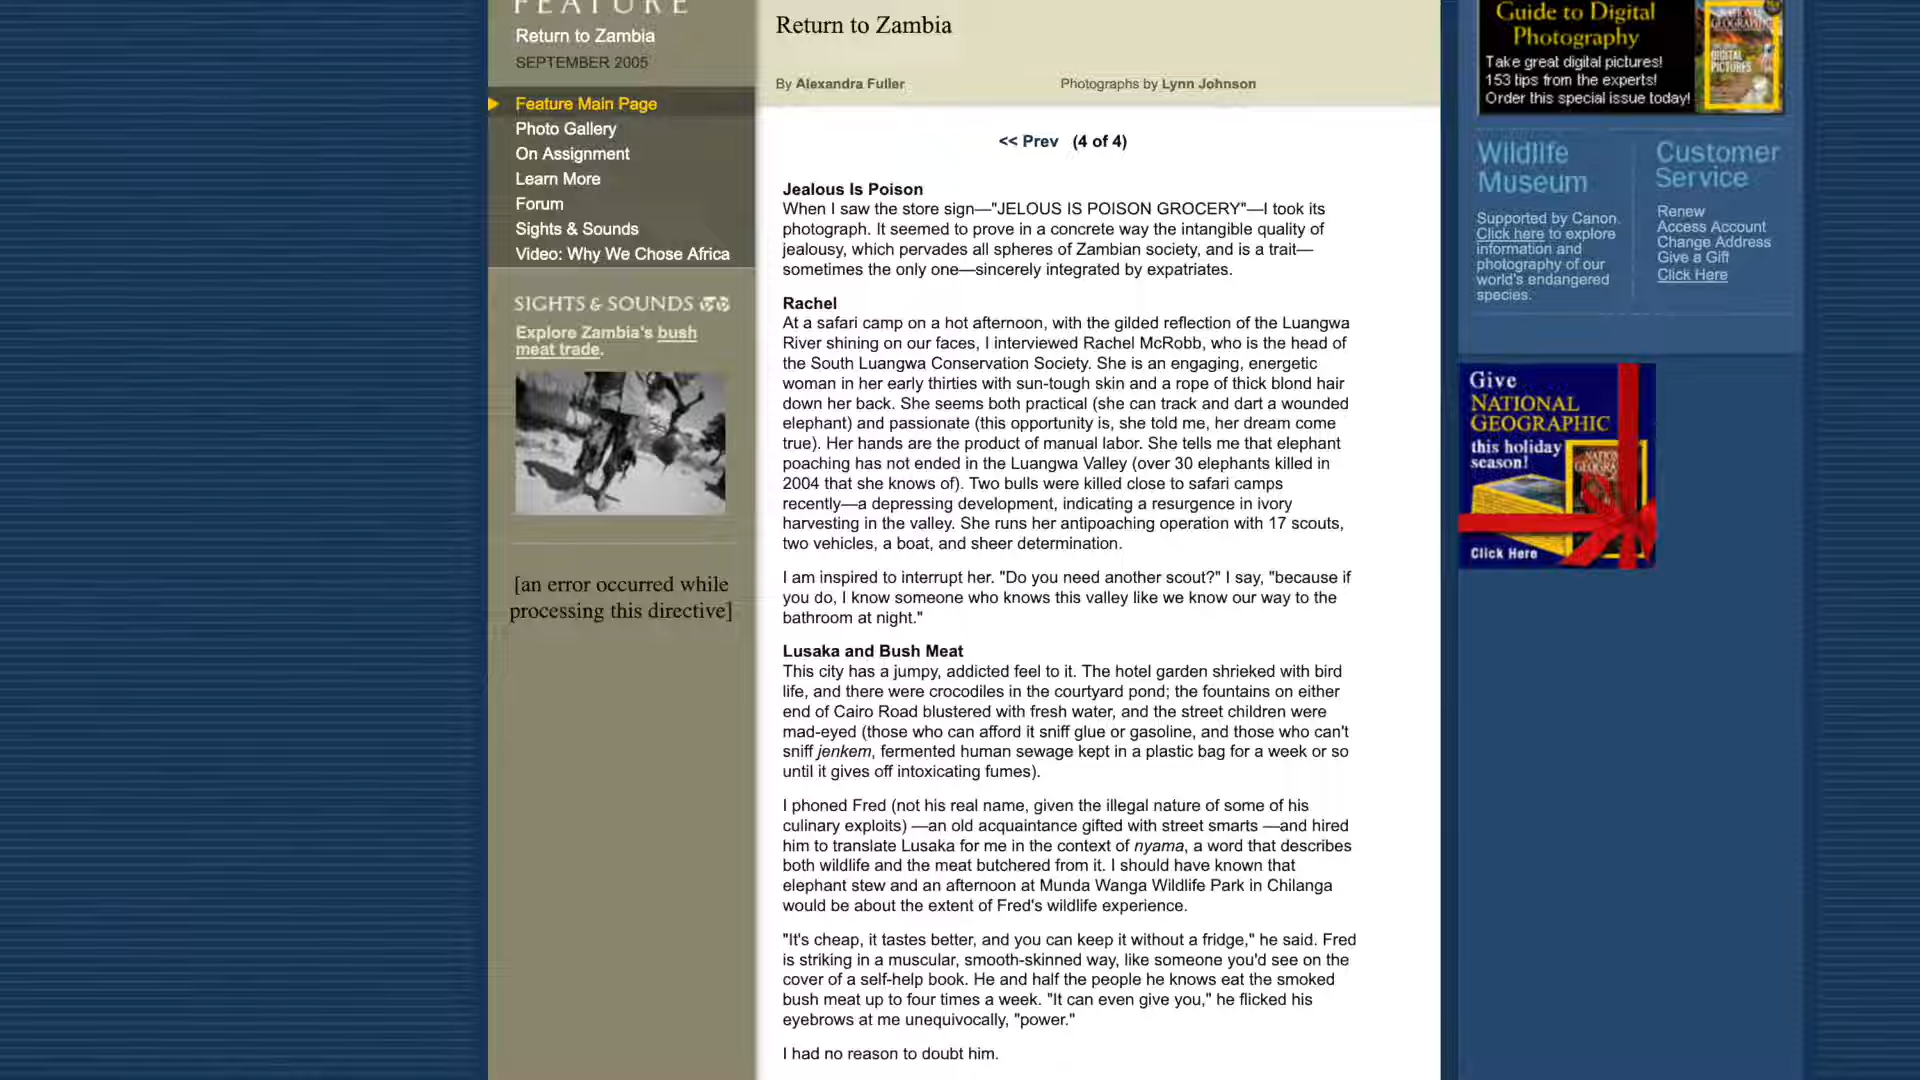 FEATURE
Return to Zambia
SEPTEMBER 2005
Feature Main Page
Photo Gallery
On Assignment
Learn More
Forum
Sights & Sounds
Video: Why We Chose Africa
SIGHTS & SOUNDS
Explore Zambia's bush
meat trade.
[an error occurred while
processing this directive]
Return to Zambia
By Alexandra Fuller
Photographs by Lynn Johnson
<< Prev (4 of 4)
Jealous Is Poison
When I saw the store sign—"JELOUS IS POISON GROCERY"—I took its
photograph. It seemed to prove in a concrete way the intangible quality of
jealousy, which pervades all spheres of Zambian society, and is a trait—
sometimes the only one—sincerely integrated by expatriates.
Rachel
At a safari camp on a hot afternoon, with the gilded reflection of the Luangwa
River shining on our faces, I interviewed Rachel McRobb, who is the head of
the South Luangwa Conservation Society. She is an engaging, energetic
woman in her early thirties with sun-tough skin and a rope of thick blond hair
down her back. She seems both practical (she can track and dart a wounded
elephant) and passionate (this opportunity is, she told me, her dream come
true). Her hands are the product of manual labor. She tells me that elephant
poaching has not ended in the Luangwa Valley (over 30 elephants killed in
2004 that she knows of). Two bulls were killed close to safari camps
recently—a depressing development, indicating a resurgence in ivory
harvesting in the valley. She runs her antipoaching operation with 17 scouts,
two vehicles, a boat, and sheer determination.
I am inspired to interrupt her. "Do you need another scout?" I say, "because if
you do, I know someone who knows this valley like we know our way to the
bathroom at night."
Lusaka and Bush Meat
This city has a jumpy, addicted feel to it. The hotel garden shrieked with bird
life, and there were crocodiles in the courtyard pond; the fountains on either
end of Cairo Road blustered with fresh water, and the street children were
mad-eyed (those who can afford it sniff glue or gasoline, and those who can't
sniff jenkem, fermented human sewage kept in a plastic bag for a week or so
until it gives off intoxicating fumes).
I phoned Fred (not his real name, given the illegal nature of some of his
culinary exploits) —an old acquaintance gifted with street smarts —and hired
him to translate Lusaka for me in the context of nyama, a word that describes
both wildlife and the meat butchered from it. I should have known that
elephant stew and an afternoon at Munda Wanga Wildlife Park in Chilanga
would be about the extent of Fred's wildlife experience.
"It's cheap, it tastes better, and you can keep it without a fridge," he said. Fred
is striking in a muscular, smooth-skinned way, like someone you'd see on the
cover of a self-help book. He and half the people he knows eat the smoked
bush meat up to four times a week. "It can even give you," he flicked his
eyebrows at me unequivocally, "power."
I had no reason to doubt him.
Guide to Digital
Photography
Take great digital pictures!
153 tips from the experts!
Order this special issue today!
DIGITAL
PICTURES
Wildlife
Museum
Supported by Canon.
Click here to explore
information and
photography of our
world's endangered
species.
Customer
Service
Renew
Access Account
Change Address
Give a Gift
Click Here
Give
NATIONAL
GEOGRAPHIC
this holiday
season!
Click Here